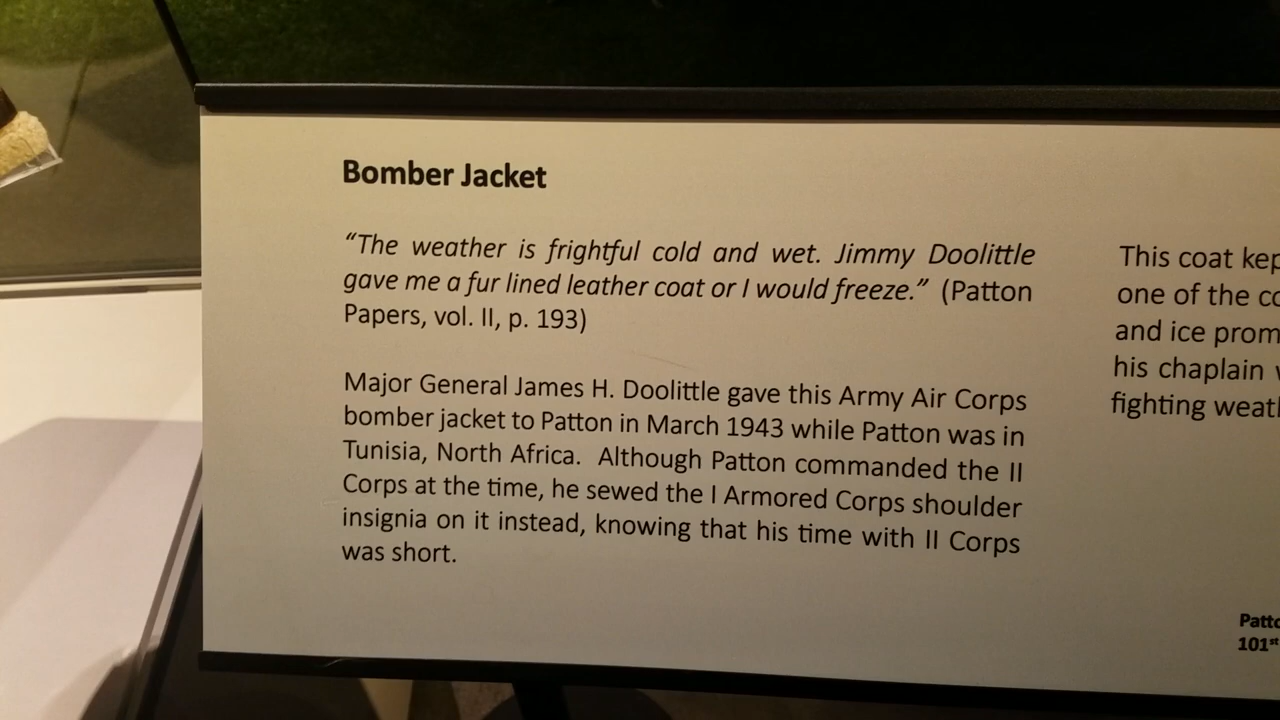 Bomber Jacket
“The weather is frightful cold and wet. Jimmy Doolittle
gave me a fur lined leather coat or I would freeze.” (Patton
Papers, vol. II, p. 193)
Major General James H. Doolittle gave this Army Air Corps
bomber jacket to Patton in March 1943 while Patton was in
Tunisia, North Africa. Although Patton commanded the II
Corps at the time, he sewed the I Armored Corps shoulder
insignia on it instead, knowing that his time with II Corps
was short.
This coat
one of the
and ice
his chaplain
fighting
101st